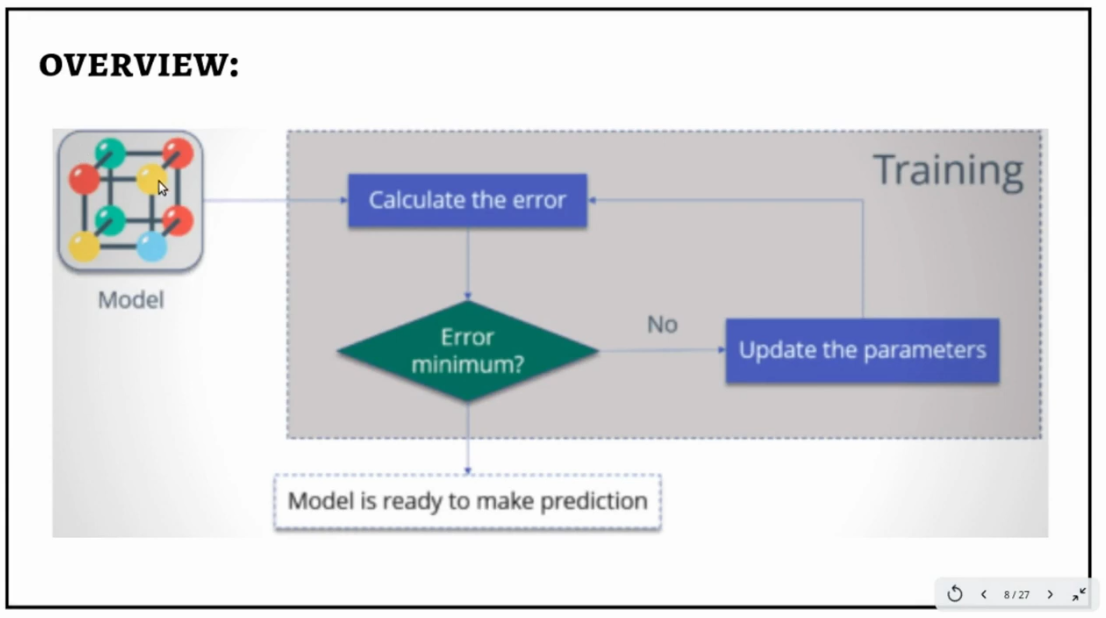 OVERVIEW:
Training
Calculate the error
Model
Error
minimum?
No
Update the parameters
Model is ready to make prediction
8 / 27